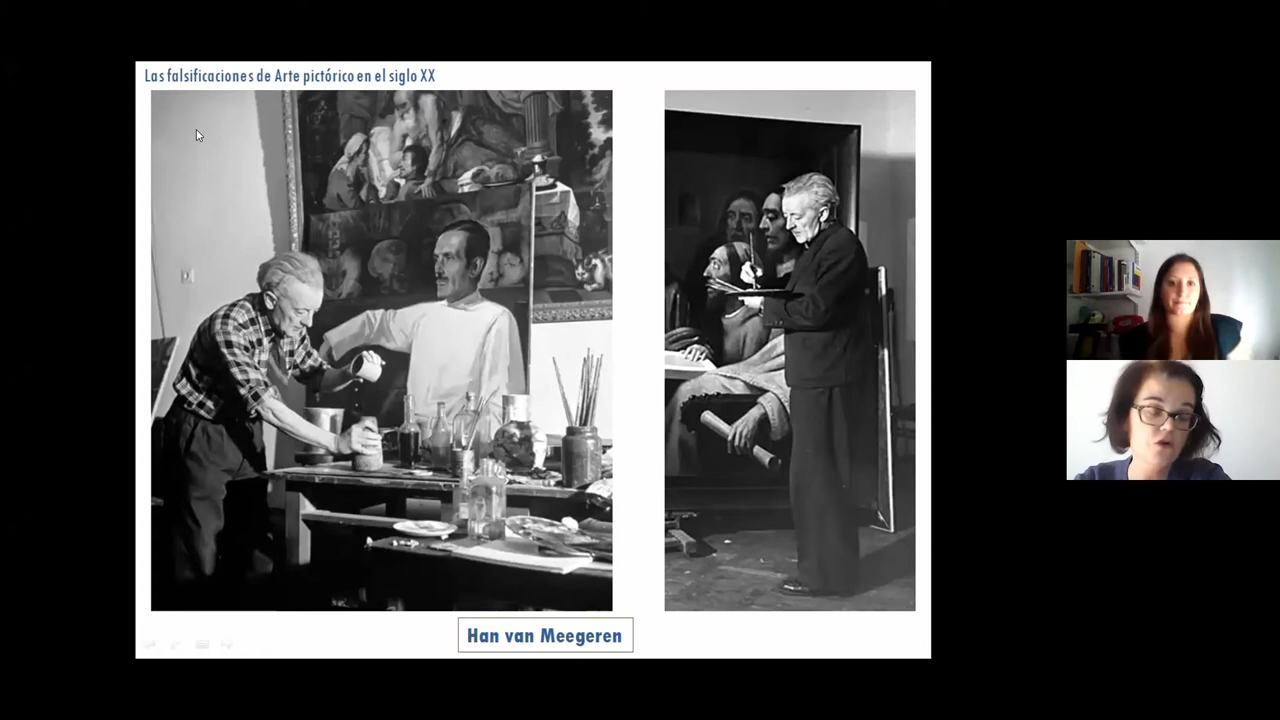 Las falsificaciones de Arte pictórico en el siglo XX
Han van Meegeren